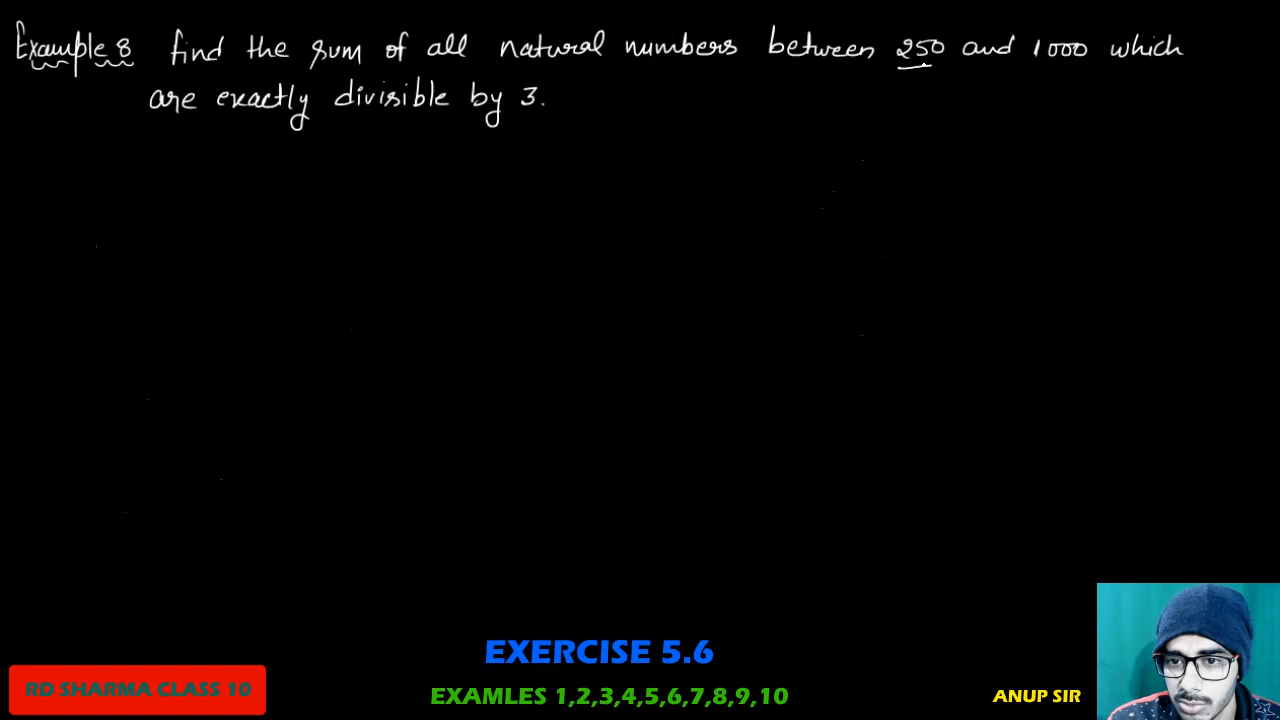 Example 8 find the sum of all natural numbers between 250 and 1000 which
are exactly divisible by 3.
EXERCISE 5.6
RD SHARMA CLASS 10
EXAMLES 1,2,3,4,5,6,7,8,9,10
ANUP SIR